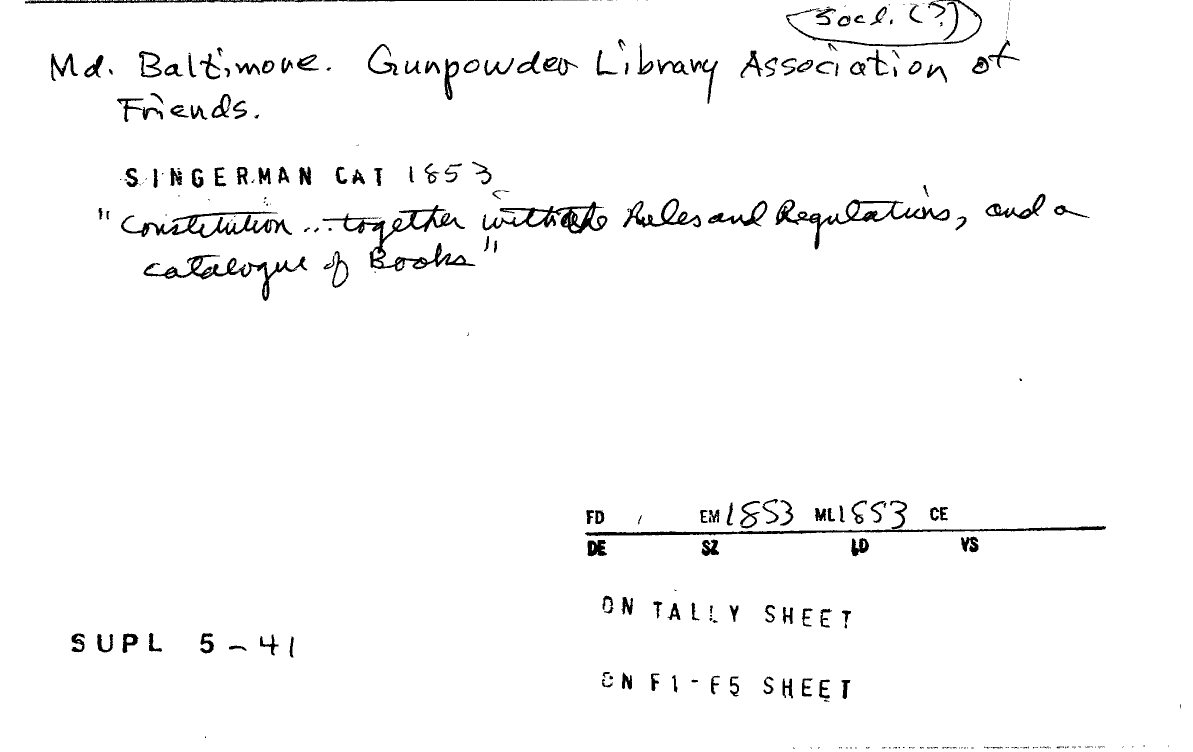 Socl. (?)
Md. Baltimore. Gunpowder Library Association of
Friends.
SINGERMAN CAT 1853
"Constitution ... together with the Rules and Regulations, and a
catalogue of Books"
FD EM 1853 ML 1853 CE
DE SZ LD VS
ON TALLY SHEET
SUPL 5-41
ON F1-F5 SHEET